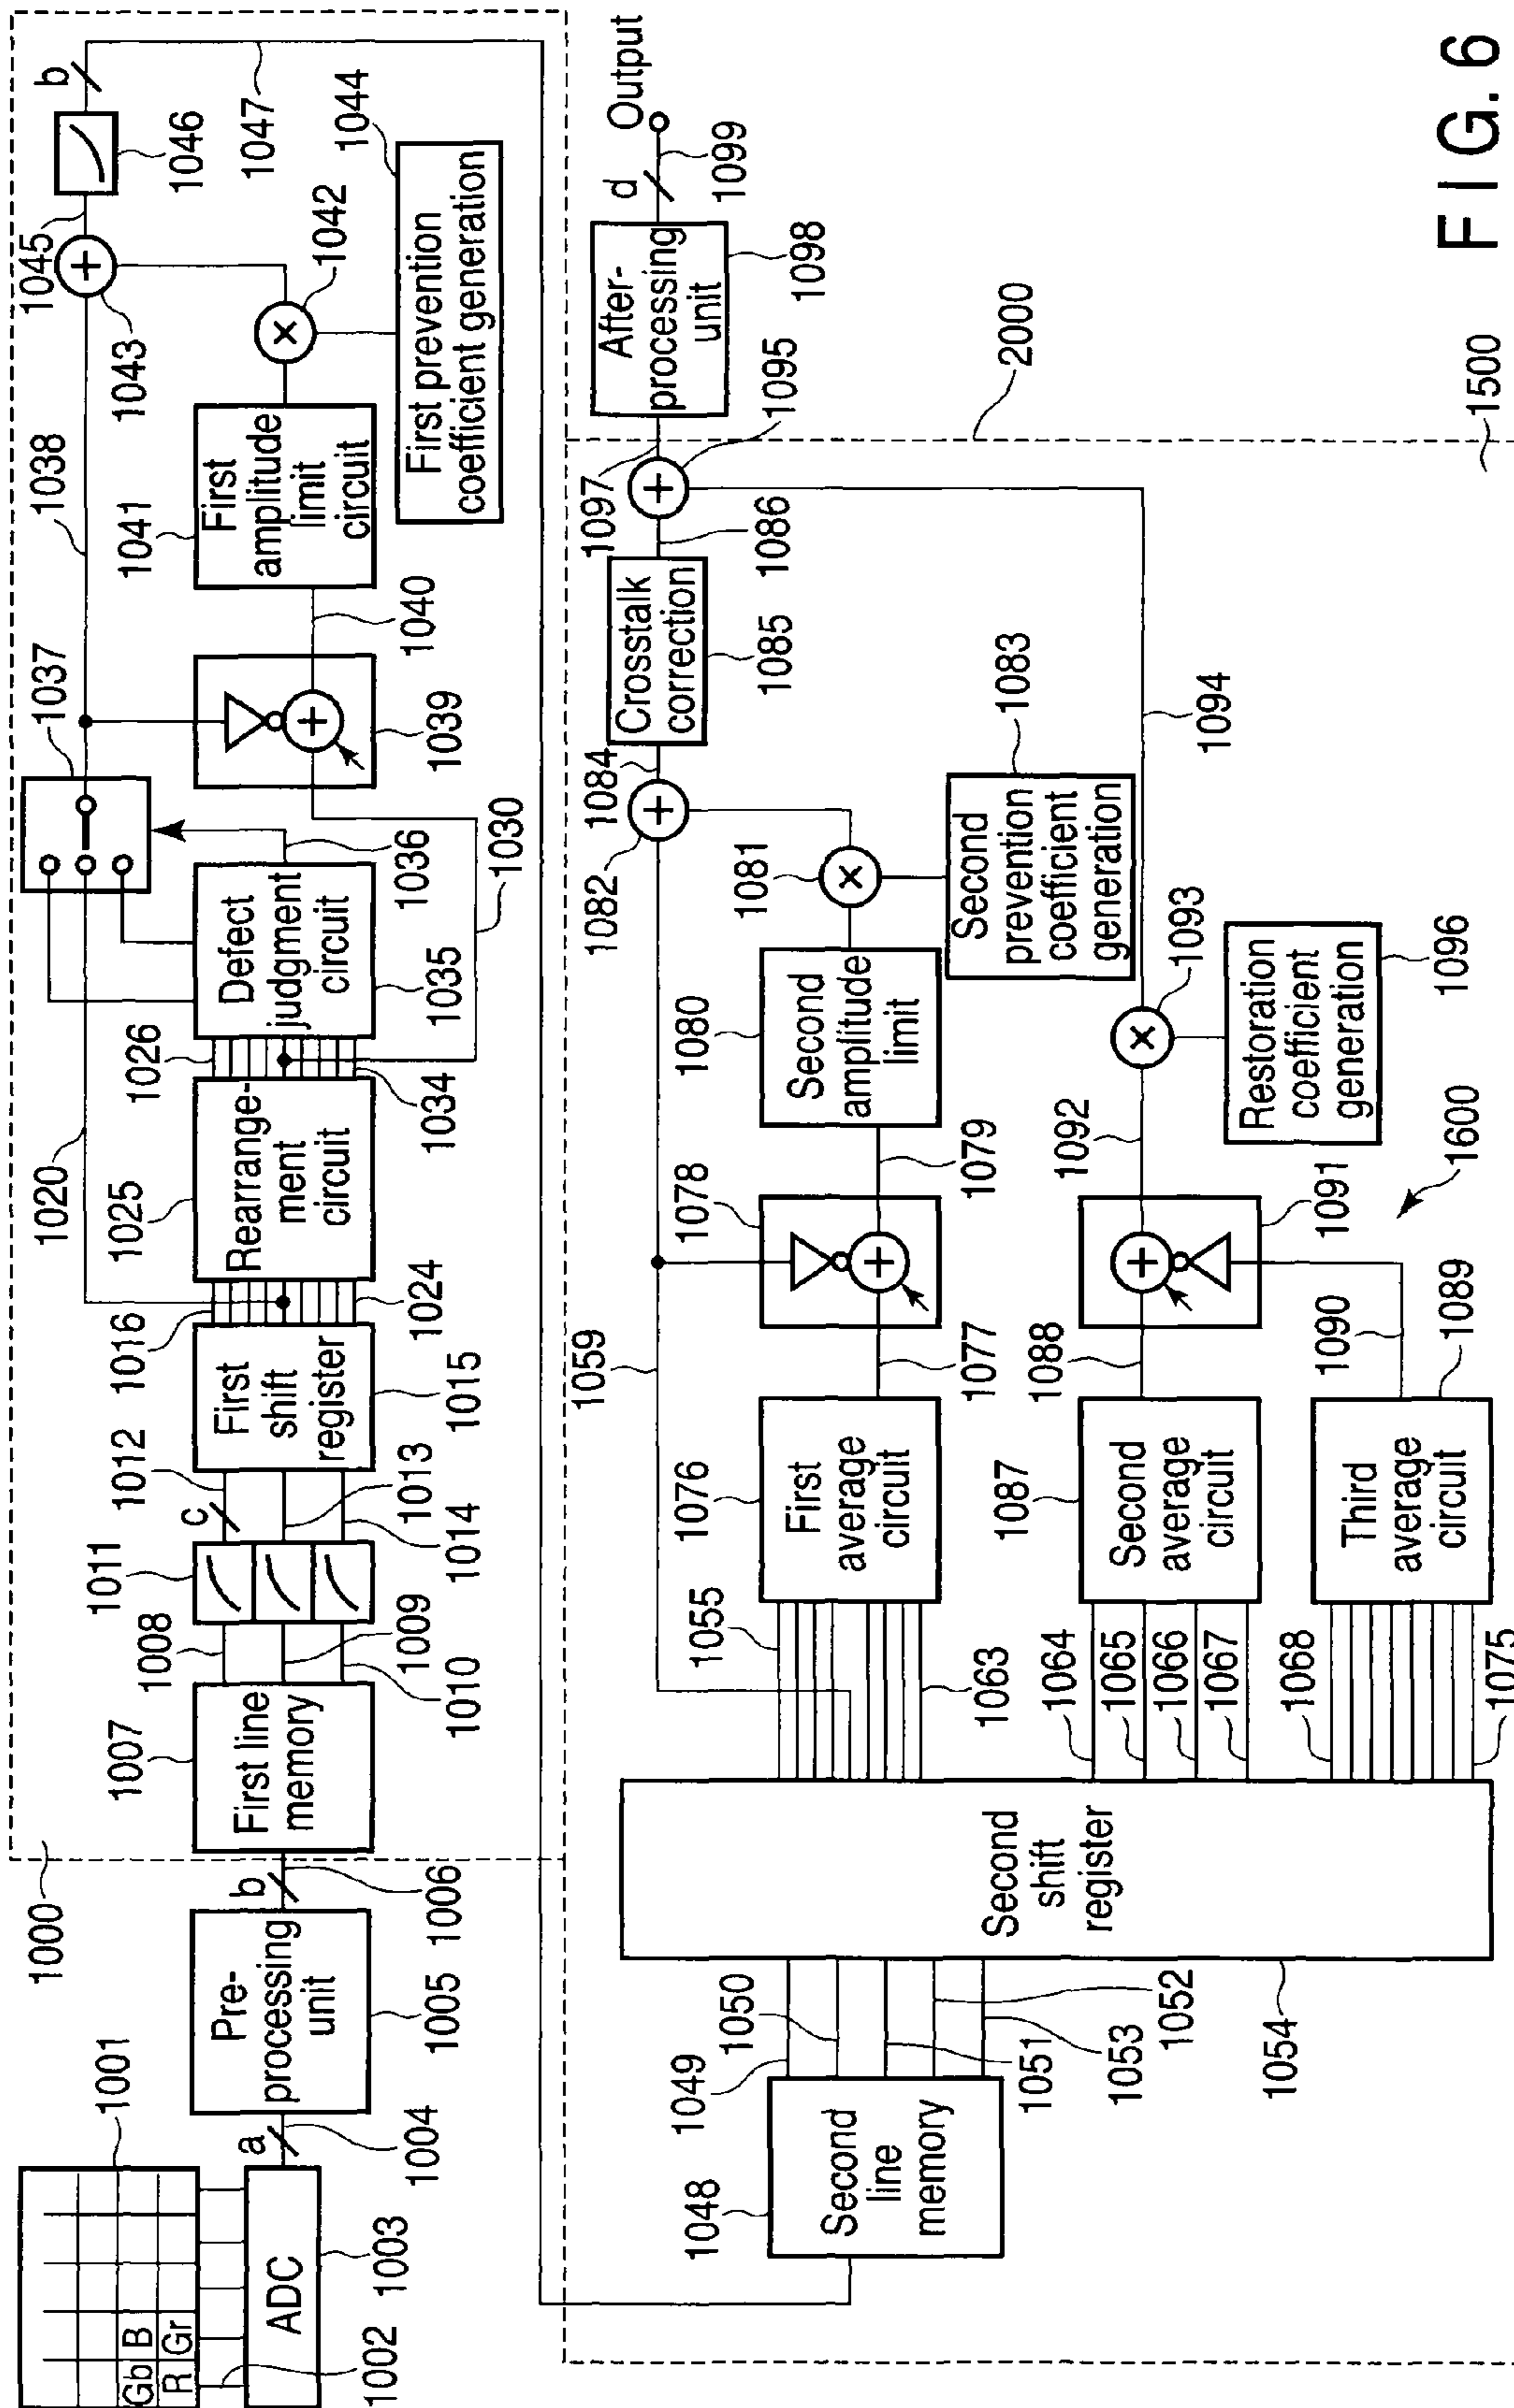 1001
Gb B
R Gr
1002
ADC
1003
a
1004
Pre-
processing
unit
1005
b
1006
1000
1007
First line
memory
1008
1009
1010
1011
c
1012
1013
1014
First
shift
register
1015
1016
1024
1020
1025
Rearrange-
ment
circuit
1026
1034
Defect
judgment
circuit
1035
1036
1030
1037
1038
1039
1040
1041
First
amplitude
limit
circuit
1042
×
1043
+
1044
First prevention
coefficient generation
1045
1046
b
1047
1048
Second
line
memory
1049
1050
1051
1052
1053
Second
shift
register
1054
1055
1063
1059
1064
1065
1066
1067
1068
1075
1076
First
average
circuit
1077
1078
+
1079
1080
Second
amplitude
limit
1081
×
1082
+
1083
Second
prevention
coefficient
generation
1084
Crosstalk
correction
1085
1086
1087
Second
average
circuit
1088
Third
average
circuit
1089
1090
1091
+
1092
1093
×
1094
Restoration
coefficient
generation
1096
1600
1097
+
1095
After-
processing
unit
1098
d
1099
Output
2000
1500
FIG. 6